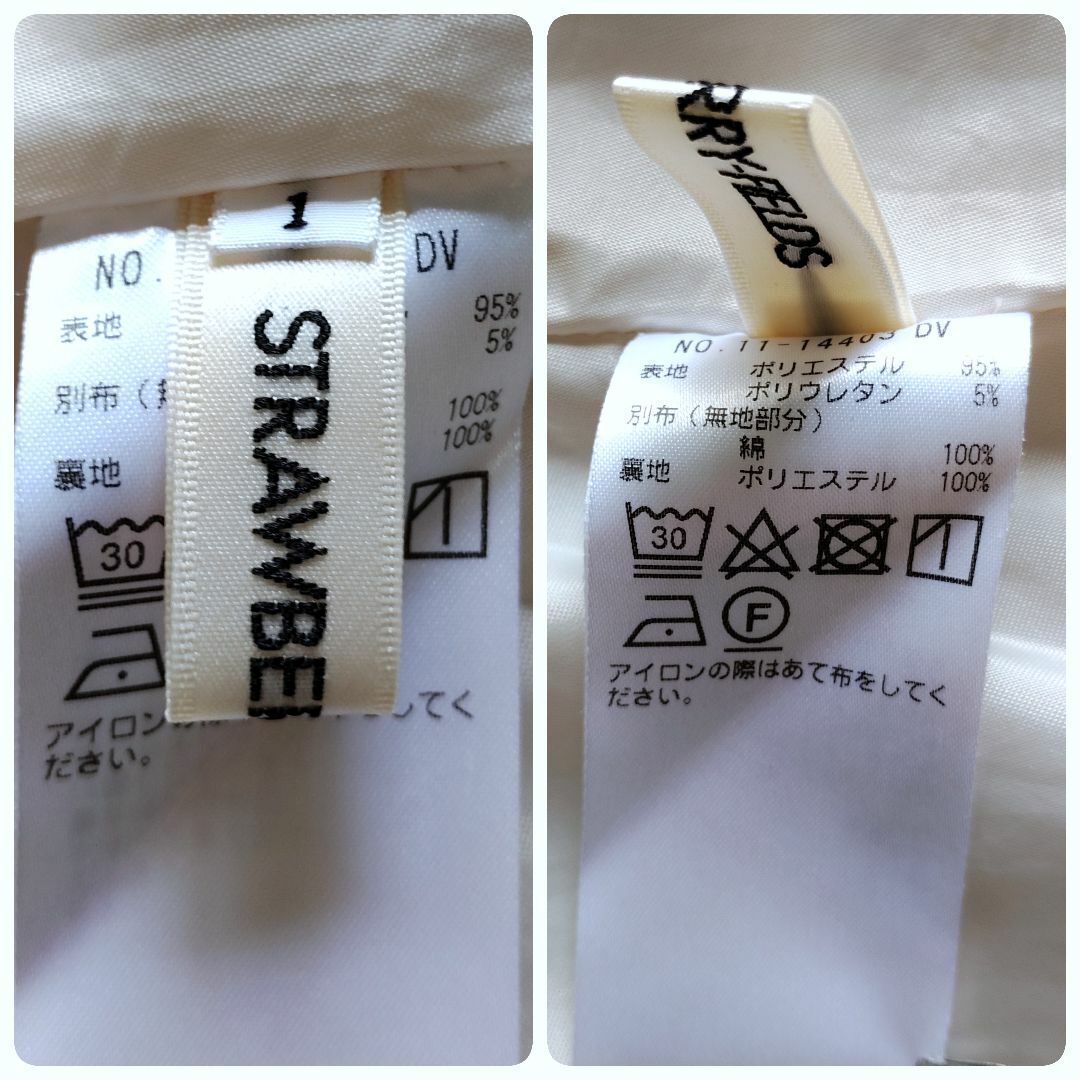 1
STRAWBER
NO. DV
表地 95%
5%
別布(無
100%
裏地 100%
30
アイロン してく
ださい。
RRY-FIELDS
NO.11-14403 DV
表地 ポリエステル 95%
ポリウレタン 5%
別布(無地部分)
綿 100%
裏地 ポリエステル 100%
30
F
アイロンの際はあて布をしてく
ださい。